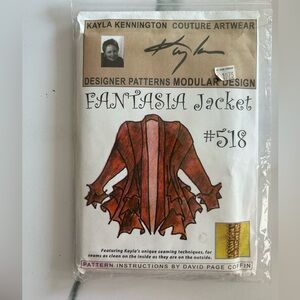 KAYLA KENNINGTON COUTURE ARTWEAR
Kayla
DESIGNER PATTERNS MODULAR DESIGN
FANTASIA Jacket
#518
Featuring Kayla's unique seaming techniques, for
seams as clean on the inside as they are on the outside.
PATTERN INSTRUCTIONS BY DAVID PAGE COFFIN